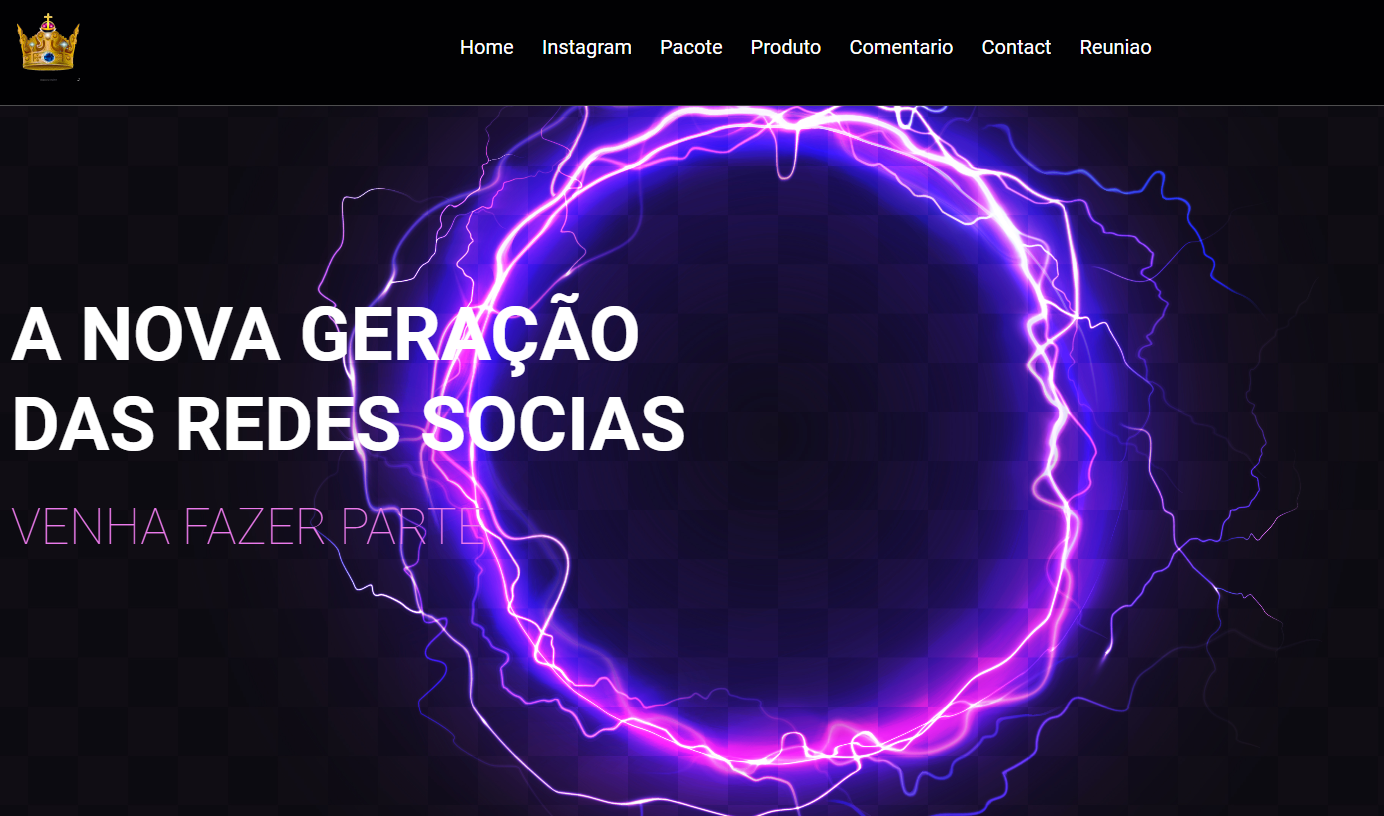 Home Instagram Pacote Produto Comentario Contact Reuniao
A NOVA GERAÇÃO
DAS REDES SOCIAS
VENHA FAZER PARTE